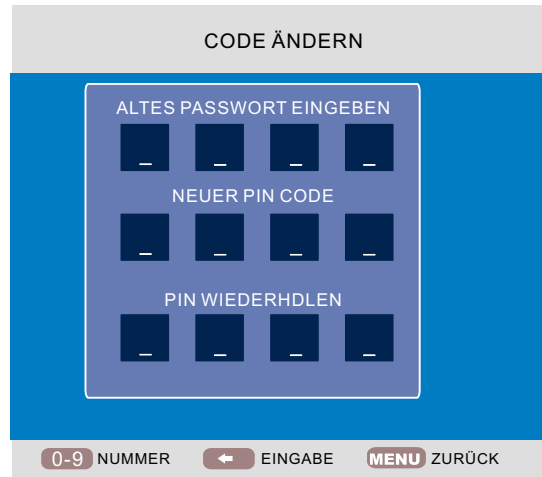 CODE ÄNDERN
ALTES PASSWORT EINGEBEN
_ _ _ _
NEUER PIN CODE
_ _ _ _
PIN WIEDERHDLEN
_ _ _ _
0-9 NUMMER ← EINGABE MENU ZURÜCK